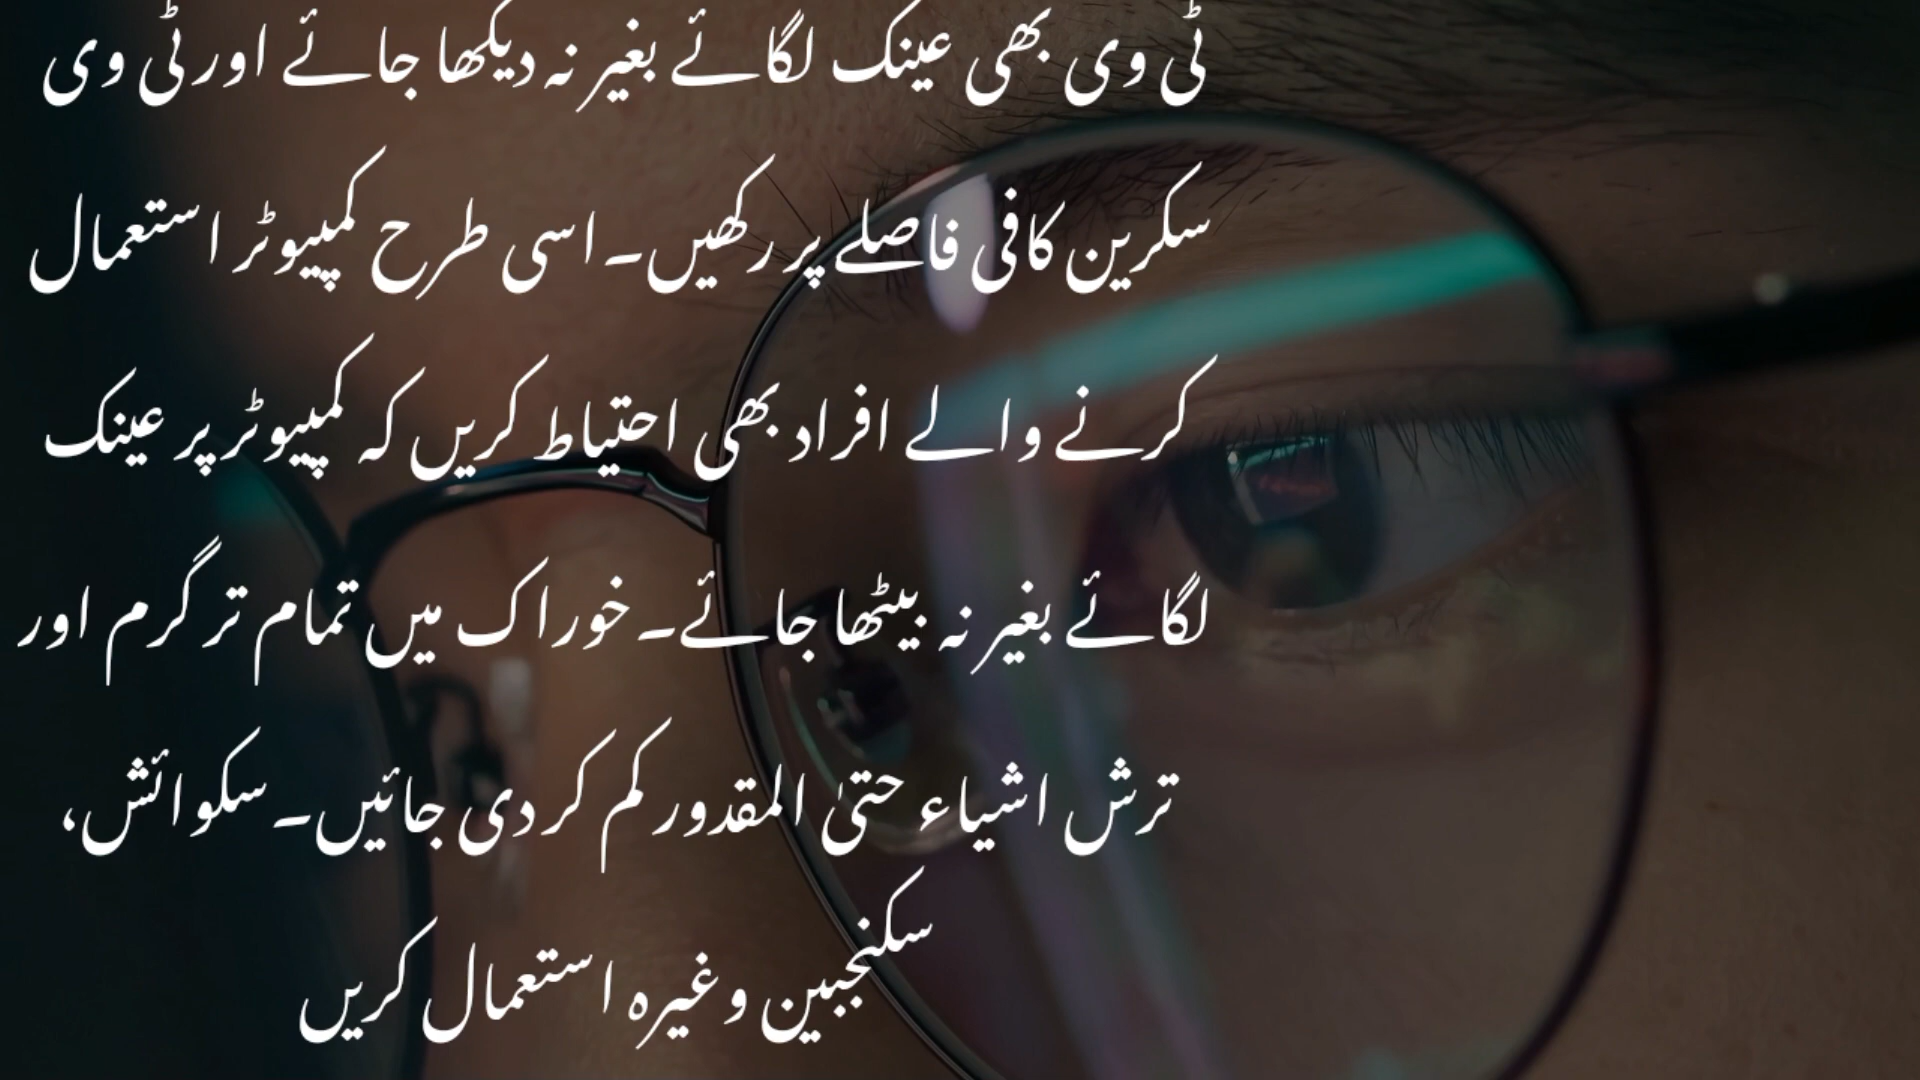 ٹی وی بھی عینک لگائے بغیر نہ دیکھا جائے اور ٹی وی
سکرین کافی فاصلے پر رکھیں۔ اسی طرح کمپیوٹر استعمال
کرنے والے افراد بھی احتیاط کریں کہ کمپیوٹر پر عینک
لگائے بغیر نہ بیٹھا جائے۔ خوراک میں تمام تر گرم اور
ترش اشیاء حتیٰ المقدور کم کر دی جائیں۔ سکوائش،
سکنجبین وغیرہ استعمال کریں